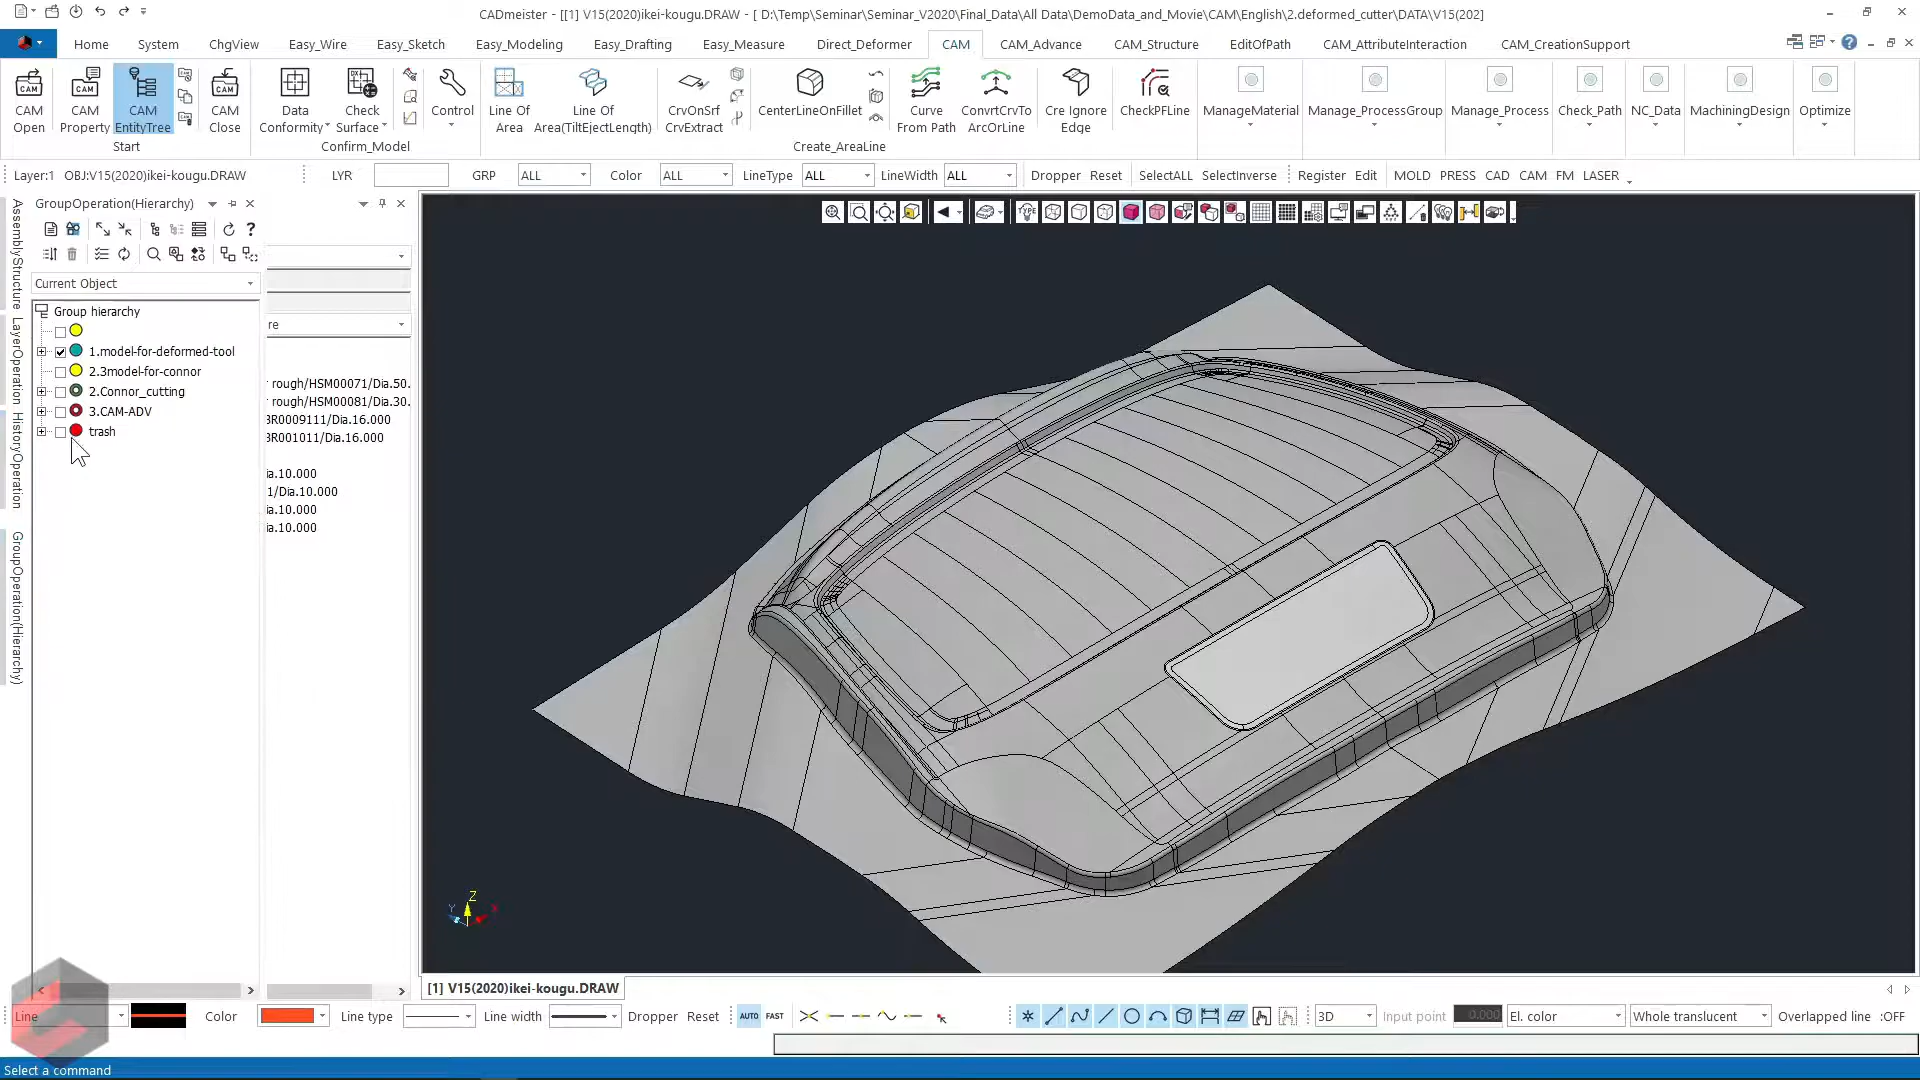 CADmeister - [[1] V15(2020)ikei-kougu.DRAW - [ D:\Temp\Seminar\Seminar_V2020\Final_Data\All Data\DemoData_and_Movie\CAM\English\2.deformed_cutter\DATA\V15(202]
Home System ChgView Easy_Wire Easy_Sketch Easy_Modeling Easy_Drafting Easy_Measure Direct_Deformer CAM CAM_Advance CAM_Structure EditOfPath CAM_AttributeInteraction CAM_CreationSupport
CAM Open
CAM Property
CAM EntityTree
CAM Close
Data Conformity
Check Surface
Control
Line Of Area
Line Of Area(TiltEjectLength)
CrvOnSrf CrvExtract
CenterLineOnFillet
Curve From Path
ConvrtCrvTo ArcOrLine
Cre Ignore Edge
CheckPFLine
ManageMaterial
Manage_ProcessGroup
Manage_Process
Check_Path
NC_Data
MachiningDesign
Optimize
Start
Confirm_Model
Create_AreaLine
Layer:1 OBJ:V15(2020)ikei-kougu.DRAW LYR GRP ALL Color ALL LineType ALL LineWidth ALL Dropper Reset SelectALL SelectInverse Register Edit MOLD PRESS CAD CAM FM LASER
AssemblyStructure
LayerOperation
HistoryOperation
GroupOperation(Hierarchy)
GroupOperation(Hierarchy)
Current Object
Group hierarchy
1.model-for-deformed-tool
2.3model-for-connor
2.Connor_cutting
3.CAM-ADV
trash
re
r rough/HSM00071/Dia.50.
r rough/HSM00081/Dia.30.
BR0009111/Dia.16.000
BR001011/Dia.16.000
ia.10.000
1/Dia.10.000
ia.10.000
ia.10.000
TYPE
Z
Y
X
[1] V15(2020)ikei-kougu.DRAW
Line Color Line type Line width Dropper Reset AUTO FAST 3D Input point 0.000 El. color Whole translucent Overlapped line :OFF
Select a command